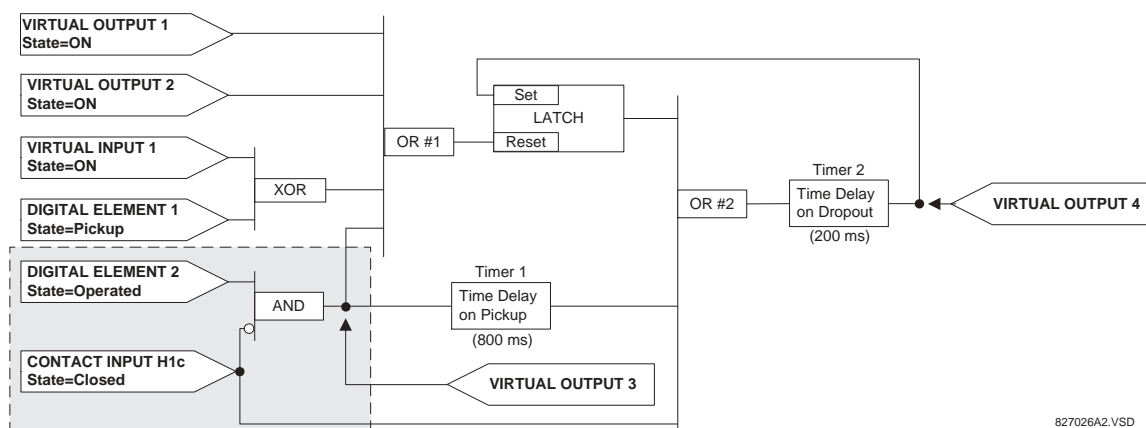 VIRTUAL OUTPUT 1
State=ON
VIRTUAL OUTPUT 2
State=ON
VIRTUAL INPUT 1
State=ON
DIGITAL ELEMENT 1
State=Pickup
XOR
OR #1
Set
LATCH
Reset
OR #2
Timer 2
Time Delay
on Dropout
(200 ms)
VIRTUAL OUTPUT 4
DIGITAL ELEMENT 2
State=Operated
AND
Timer 1
Time Delay
on Pickup
(800 ms)
CONTACT INPUT H1c
State=Closed
VIRTUAL OUTPUT 3
827026A2.VSD